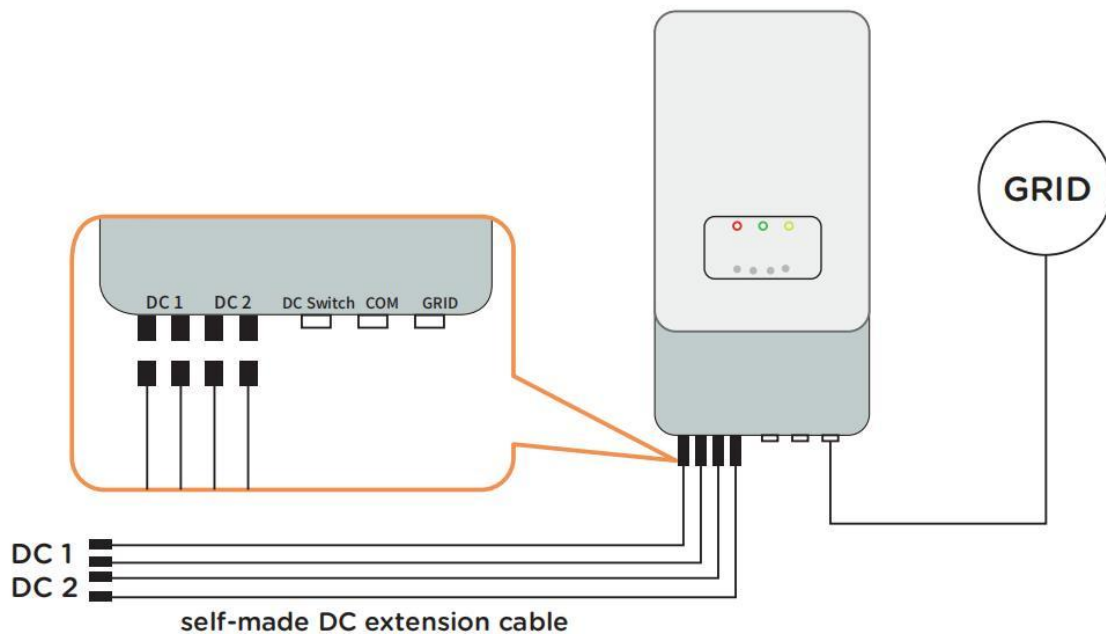 GRID
DC 1 DC 2 DC Switch COM GRID
DC 1
DC 2
self-made DC extension cable